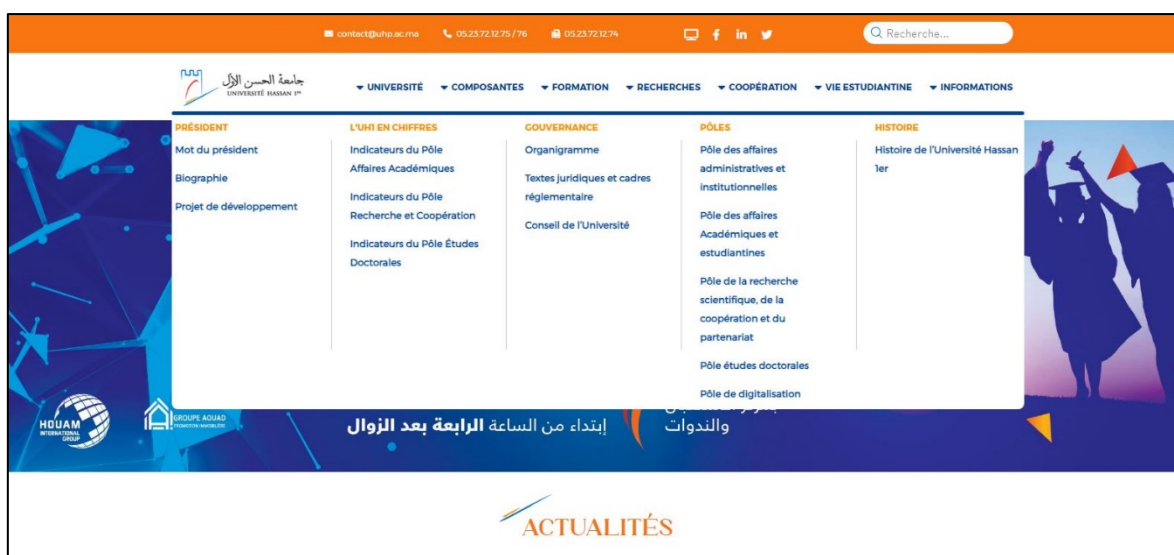 contact@uhp.ac.ma 05.23.72.12.75 / 76 05.23.72.12.74 Recherche...
جامعة الحسن الأول
UNIVERSITÉ HASSAN 1er
UNIVERSITÉ COMPOSANTES FORMATION RECHERCHES COOPÉRATION VIE ESTUDIANTINE INFORMATIONS
PRÉSIDENT
Mot du président
Biographie
Projet de développement
L'UH1 EN CHIFFRES
Indicateurs du Pôle
Affaires Académiques
Indicateurs du Pôle
Recherche et Coopération
Indicateurs du Pôle Études
Doctorales
GOUVERNANCE
Organigramme
Textes juridiques et cadres
réglementaire
Conseil de l'Université
PÔLES
Pôle des affaires
administratives et
institutionnelles
Pôle des affaires
Académiques et
estudiantines
Pôle de la recherche
scientifique, de la
coopération et du
partenariat
Pôle études doctorales
Pôle de digitalisation
HISTOIRE
Histoire de l'Université Hassan
1er
HOUAM
INTERNATIONAL
GROUP
GROUPE AOUAD
PROMOTION IMMOBILIÈRE
إبتداء من الساعة الرابعة بعد الزوال
والندوات
ACTUALITÉS